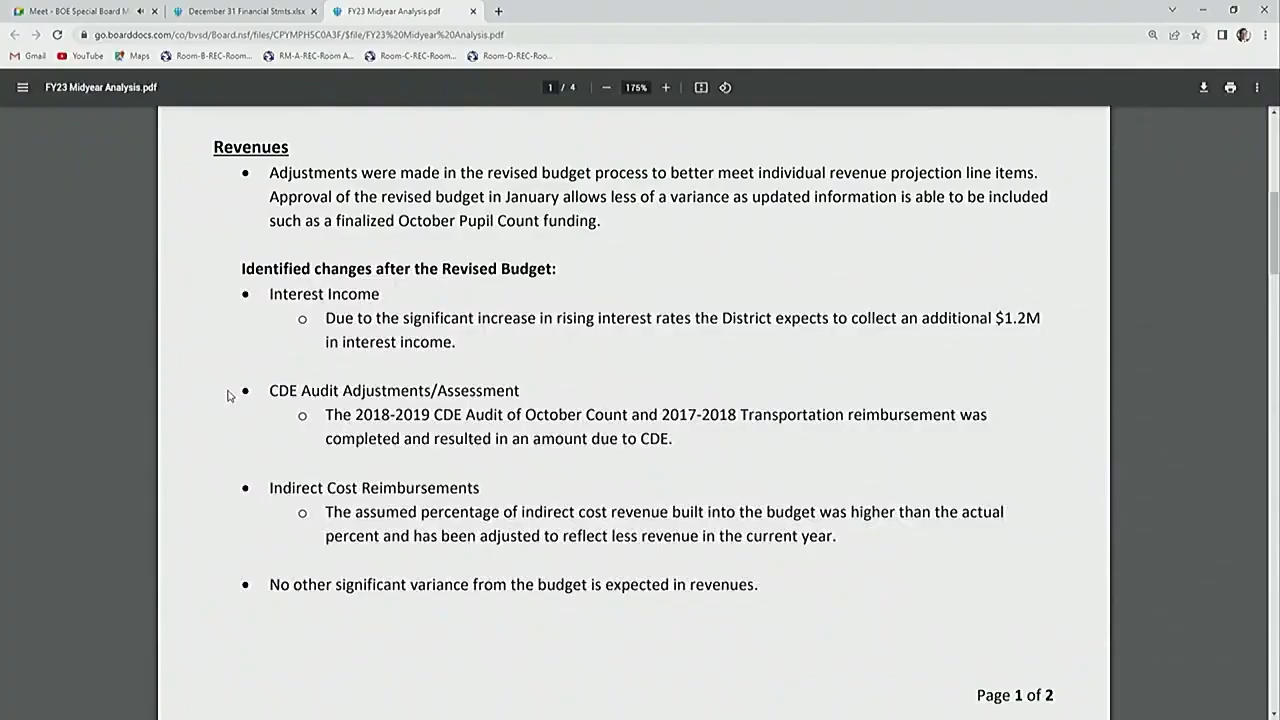 Meet - BOE Special Board M
December 31 Financial Stmts.xlsx
FY23 Midyear Analysis.pdf
go.boarddocs.com/co/bvsd/Board.nsf/files/CPYMPH5C0A3F/$file/FY23%20Midyear%20Analysis.pdf
Gmail YouTube Maps Room-B-REC-Room... RM-A-REC-Room A... Room-C-REC-Room... Room-D-REC-Roo...
FY23 Midyear Analysis.pdf 1 / 4 175%
Revenues
• Adjustments were made in the revised budget process to better meet individual revenue projection line items.
Approval of the revised budget in January allows less of a variance as updated information is able to be included
such as a finalized October Pupil Count funding.
Identified changes after the Revised Budget:
• Interest Income
o Due to the significant increase in rising interest rates the District expects to collect an additional $1.2M
in interest income.
• CDE Audit Adjustments/Assessment
o The 2018-2019 CDE Audit of October Count and 2017-2018 Transportation reimbursement was
completed and resulted in an amount due to CDE.
• Indirect Cost Reimbursements
o The assumed percentage of indirect cost revenue built into the budget was higher than the actual
percent and has been adjusted to reflect less revenue in the current year.
• No other significant variance from the budget is expected in revenues.
Page 1 of 2